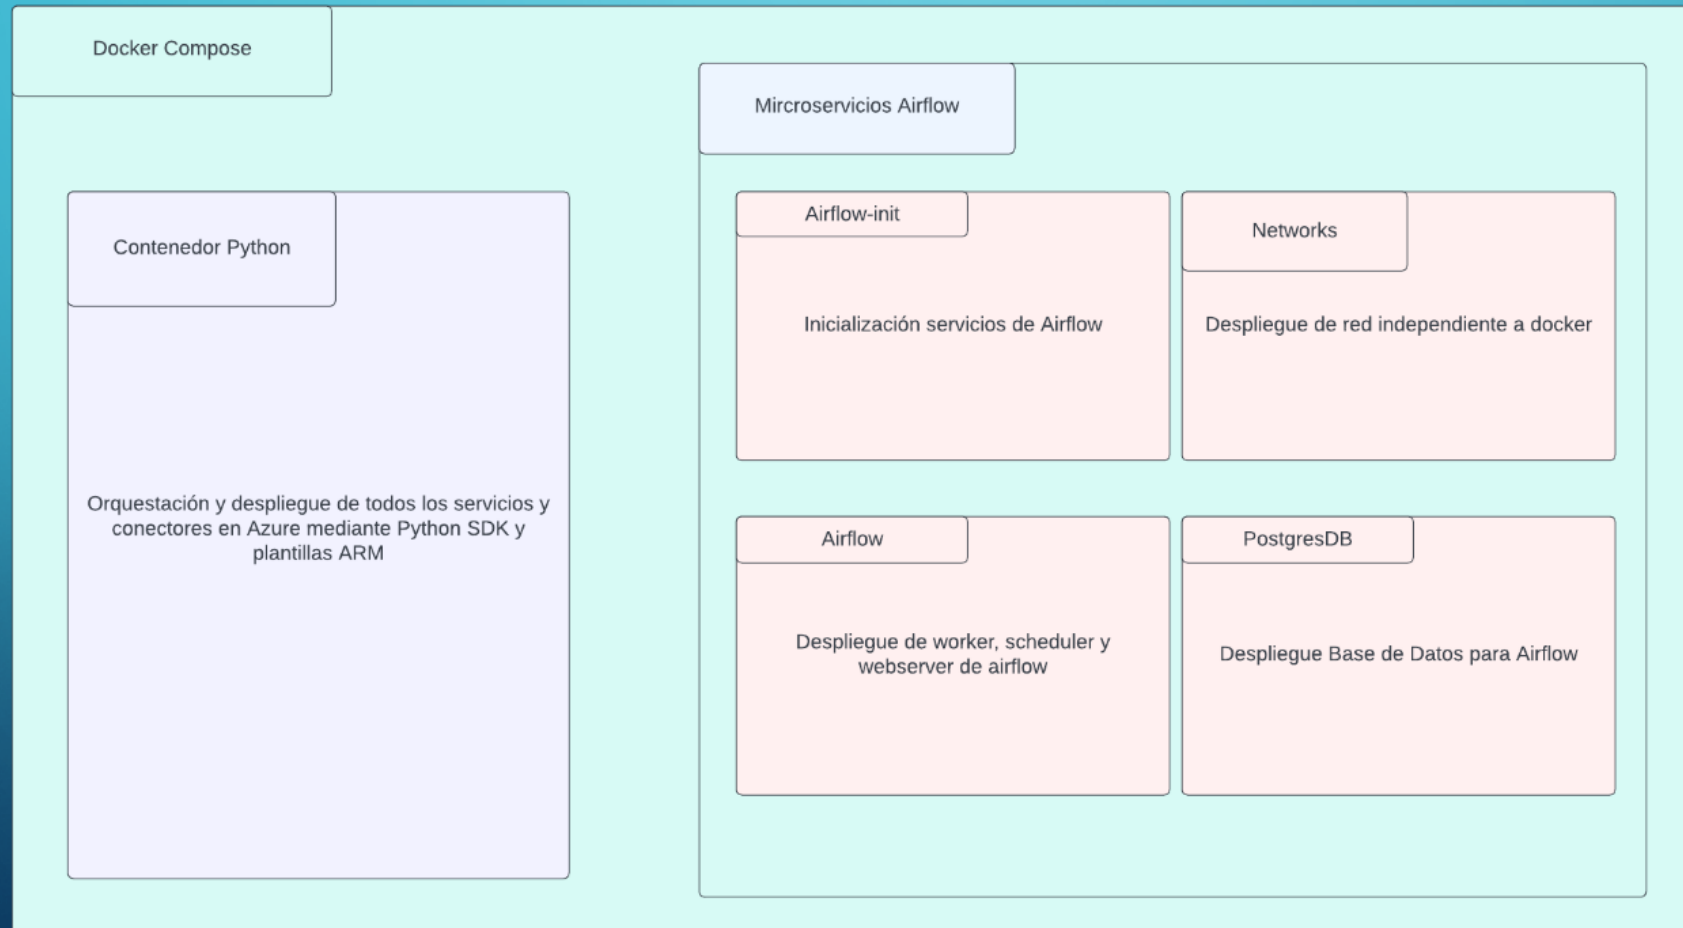 Docker Compose
Contenedor Python
Orquestación y despliegue de todos los servicios y
conectores en Azure mediante Python SDK y
plantillas ARM
Mircroservicios Airflow
Airflow-init
Inicialización servicios de Airflow
Networks
Despliegue de red independiente a docker
Airflow
Despliegue de worker, scheduler y
webserver de airflow
PostgresDB
Despliegue Base de Datos para Airflow